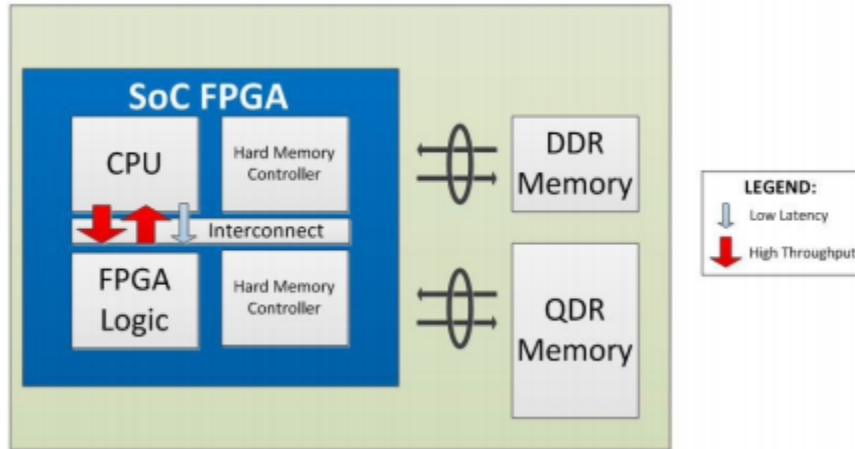 SoC FPGA
CPU
Hard Memory
Controller
Interconnect
FPGA
Logic
Hard Memory
Controller
DDR
Memory
QDR
Memory
LEGEND:
Low Latency
High Throughput